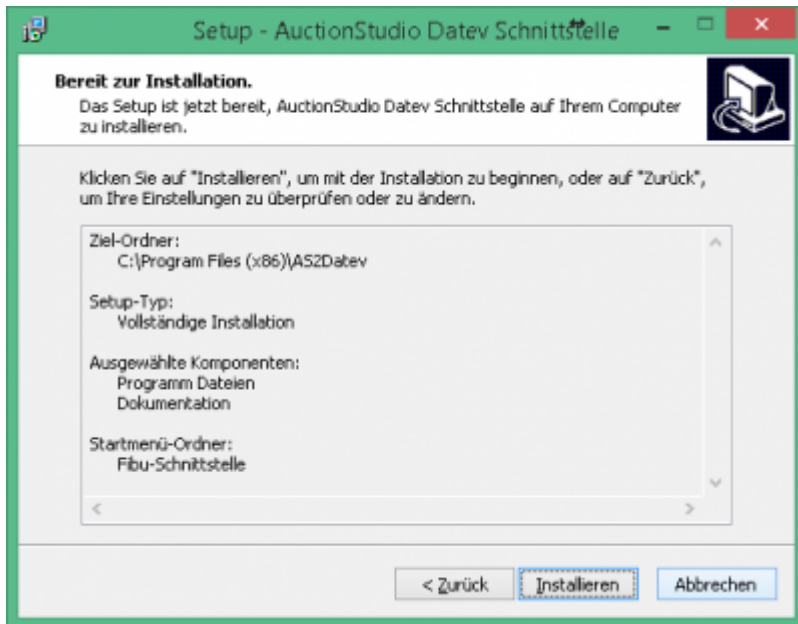 Setup - AuctionStudio Datev Schnittstelle
Bereit zur Installation.
Das Setup ist jetzt bereit, AuctionStudio Datev Schnittstelle auf Ihrem Computer
zu installieren.
Klicken Sie auf "Installieren", um mit der Installation zu beginnen, oder auf "Zurück",
um Ihre Einstellungen zu überprüfen oder zu ändern.
Ziel-Ordner:
C:\Program Files (x86)\AS2Datev
Setup-Typ:
Vollständige Installation
Ausgewählte Komponenten:
Programm Dateien
Dokumentation
Startmenü-Ordner:
Fibu-Schnittstelle
< Zurück Installieren Abbrechen